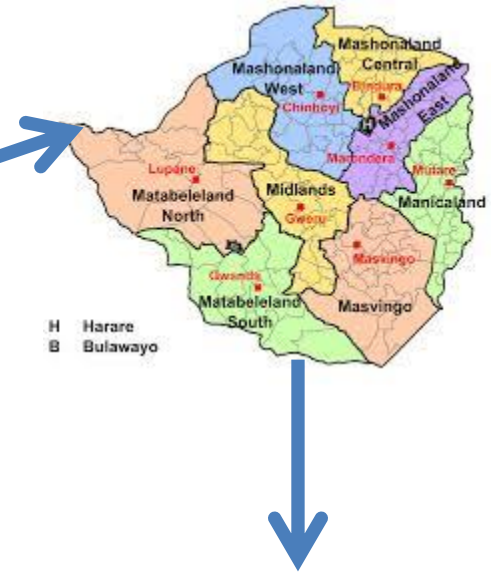 Mashonaland
Central
Mashonaland
West
Bindura
Mashonaland
East
Chinhoyi
Marondera
Mutare
Lupane
Matabeleland
North
Midlands
Gweru
Manicaland
Masvingo
Gwanda
Matabeleland
South
Masvingo
H Harare
B Bulawayo